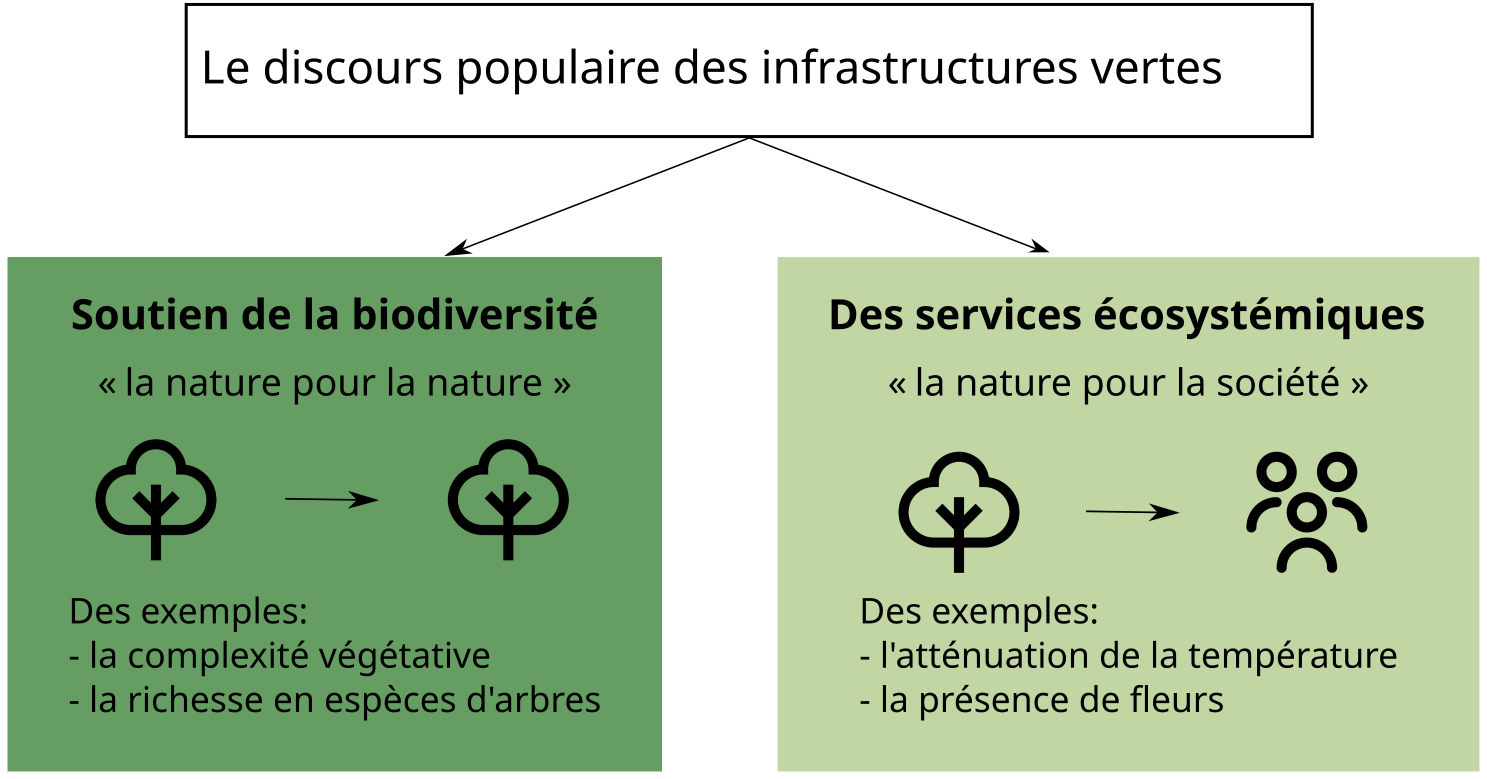 Le discours populaire des infrastructures vertes
Soutien de la biodiversité
« la nature pour la nature »
Des exemples:
- la complexité végétative
- la richesse en espèces d'arbres
Des services écosystémiques
« la nature pour la société »
Des exemples:
- l'atténuation de la température
- la présence de fleurs